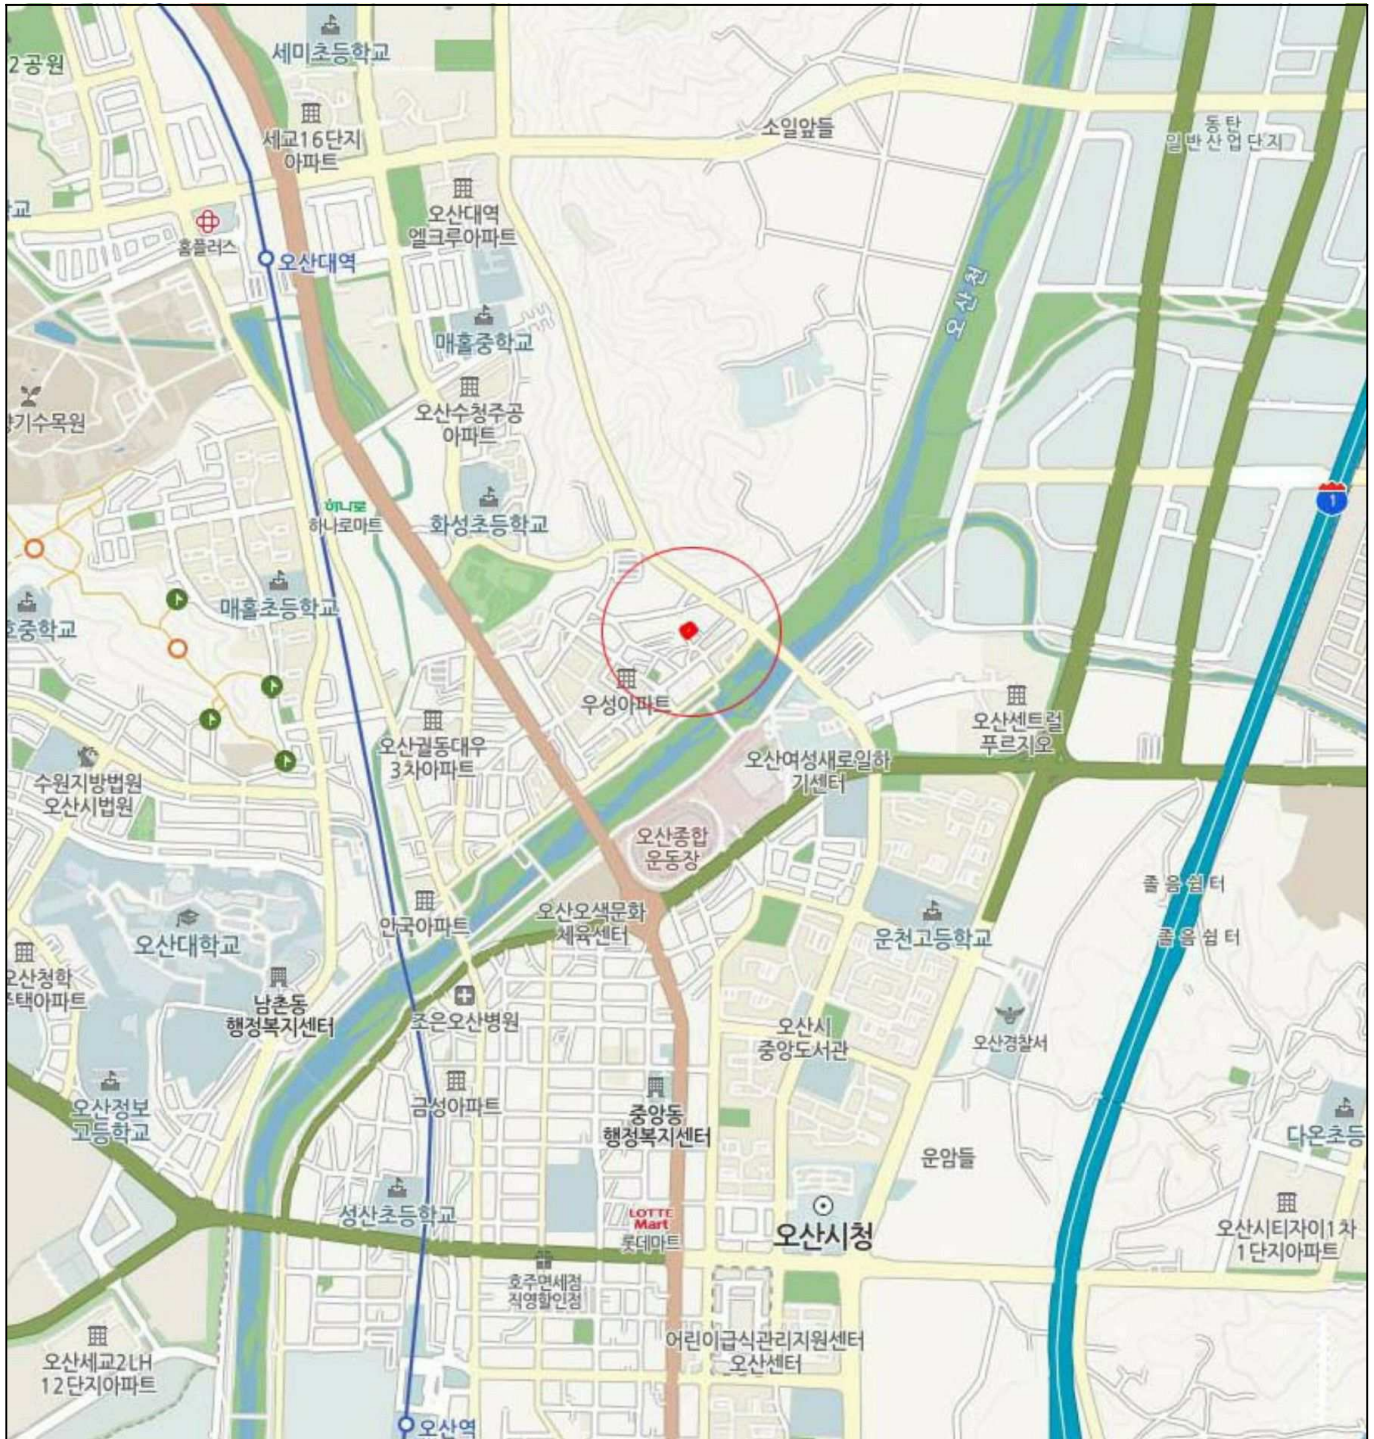 세미초등학교
2공원
세교16단지
아파트
소일앞들
동탄
일반산업단지
오산대역
엘크루아파트
홈플러스
오산대역
오산천
매홀중학교
오산수청주공
아파트
1
하나로
하나로마트
화성초등학교
매홀초등학교
호중학교
우성아파트
오산센트럴
푸르지오
오산궐동대우
3차아파트
오산여성새로일하
기센터
수원지방법원
오산시법원
오산종합
운동장
졸음쉼터
졸음쉼터
안국아파트
오산오색문화
체육센터
운천고등학교
오산대학교
오산청학
남촌동
행정복지센터
조은오산병원
오산시
중앙도서관
오산경찰서
금성아파트
중앙동
행정복지센터
오산정보
고등학교
다온초등
운암들
성산초등학교
LOTTE
Mart
롯데마트
오산시청
오산시티자이1차
1단지아파트
호주면세점
직영할인점
어린이급식관리지원센터
오산센터
오산세교2LH
12단지아파트
오산역